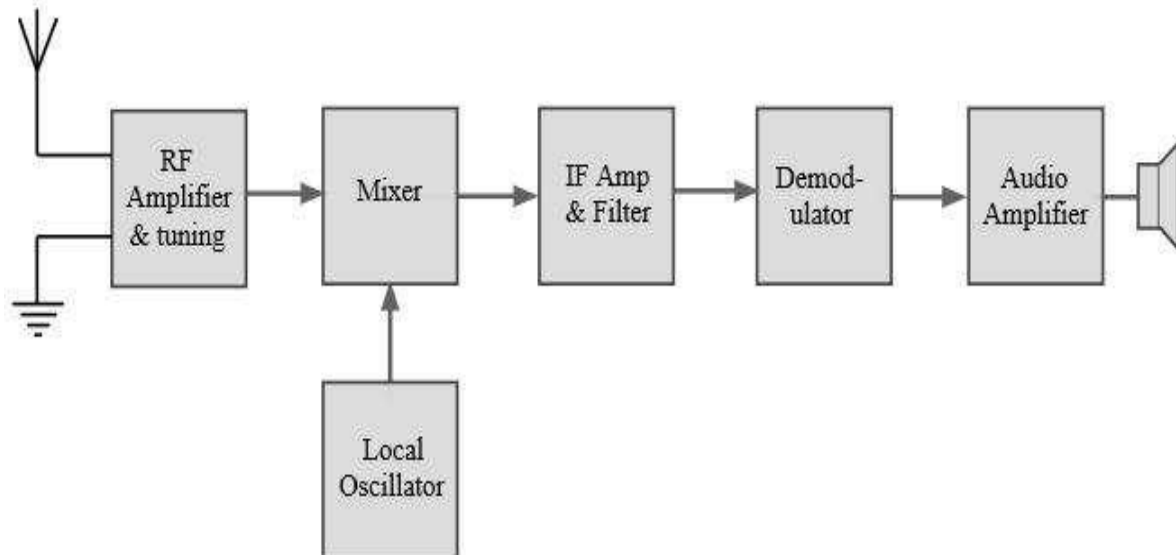 RF
Amplifier
& tuning
Mixer
IF Amp
& Filter
Demod-
ulator
Audio
Amplifier
Local
Oscillator